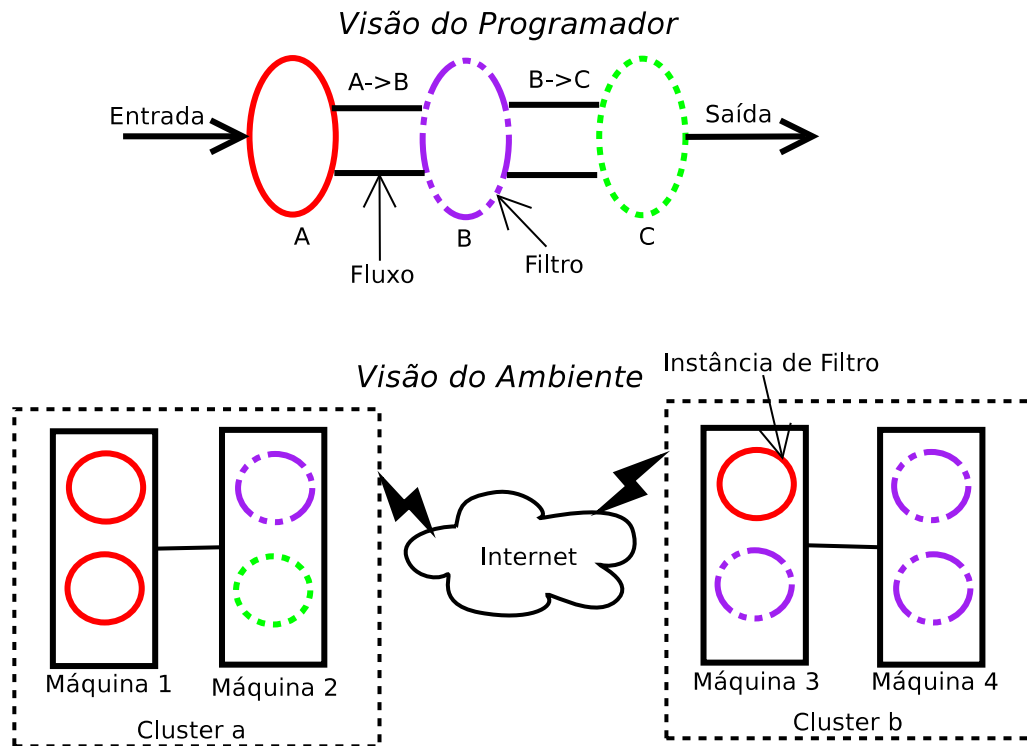 Visão do Programador
A->B
B->C
Entrada
Saída
A
B
C
Fluxo
Filtro
Visão do Ambiente
Instância de Filtro
Internet
Máquina 1
Máquina 2
Máquina 3
Máquina 4
Cluster a
Cluster b